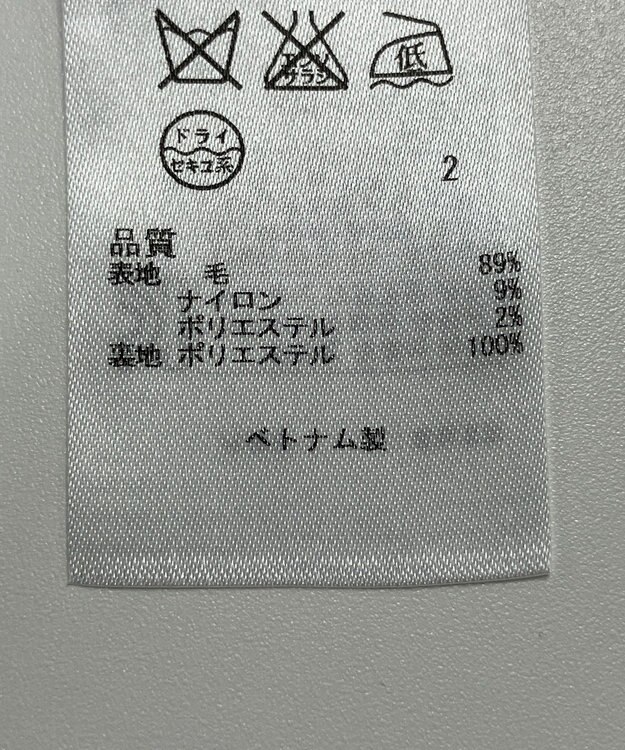 エンソ
サラシ
低
ドライ
セキユ系
2
品質
表地 毛 89%
ナイロン 9%
ポリエステル 2%
裏地 ポリエステル 100%
ベトナム製